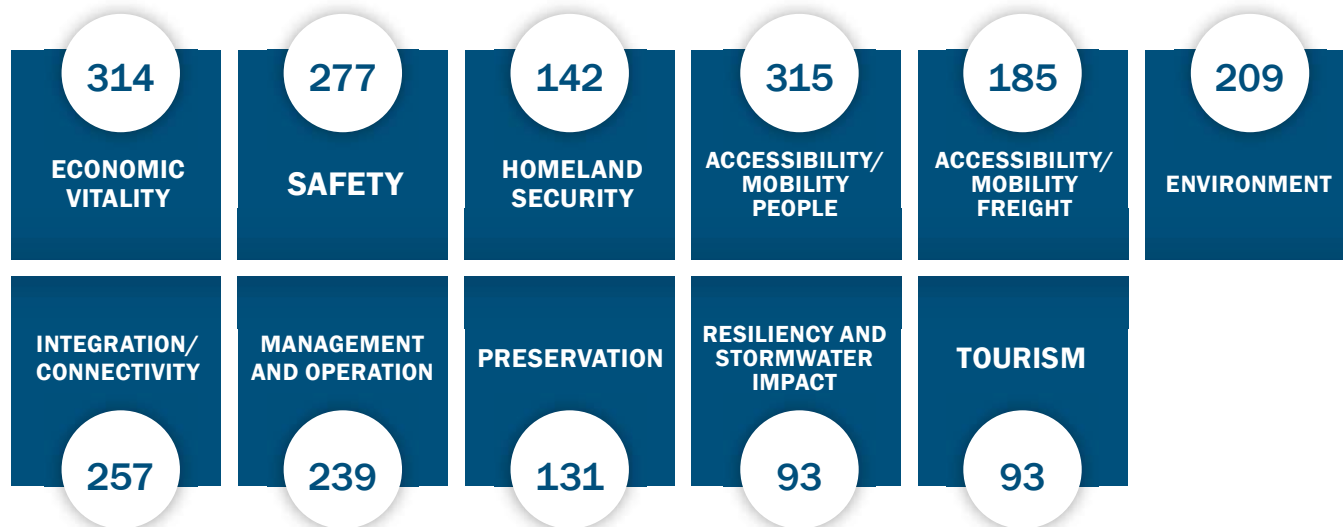 314
ECONOMIC
VITALITY
277
SAFETY
142
HOMELAND
SECURITY
315
ACCESSIBILITY/
MOBILITY
PEOPLE
185
ACCESSIBILITY/
MOBILITY
FREIGHT
209
ENVIRONMENT
INTEGRATION/
CONNECTIVITY
257
MANAGEMENT
AND OPERATION
239
PRESERVATION
131
RESILIENCY AND
STORMWATER
IMPACT
93
TOURISM
93